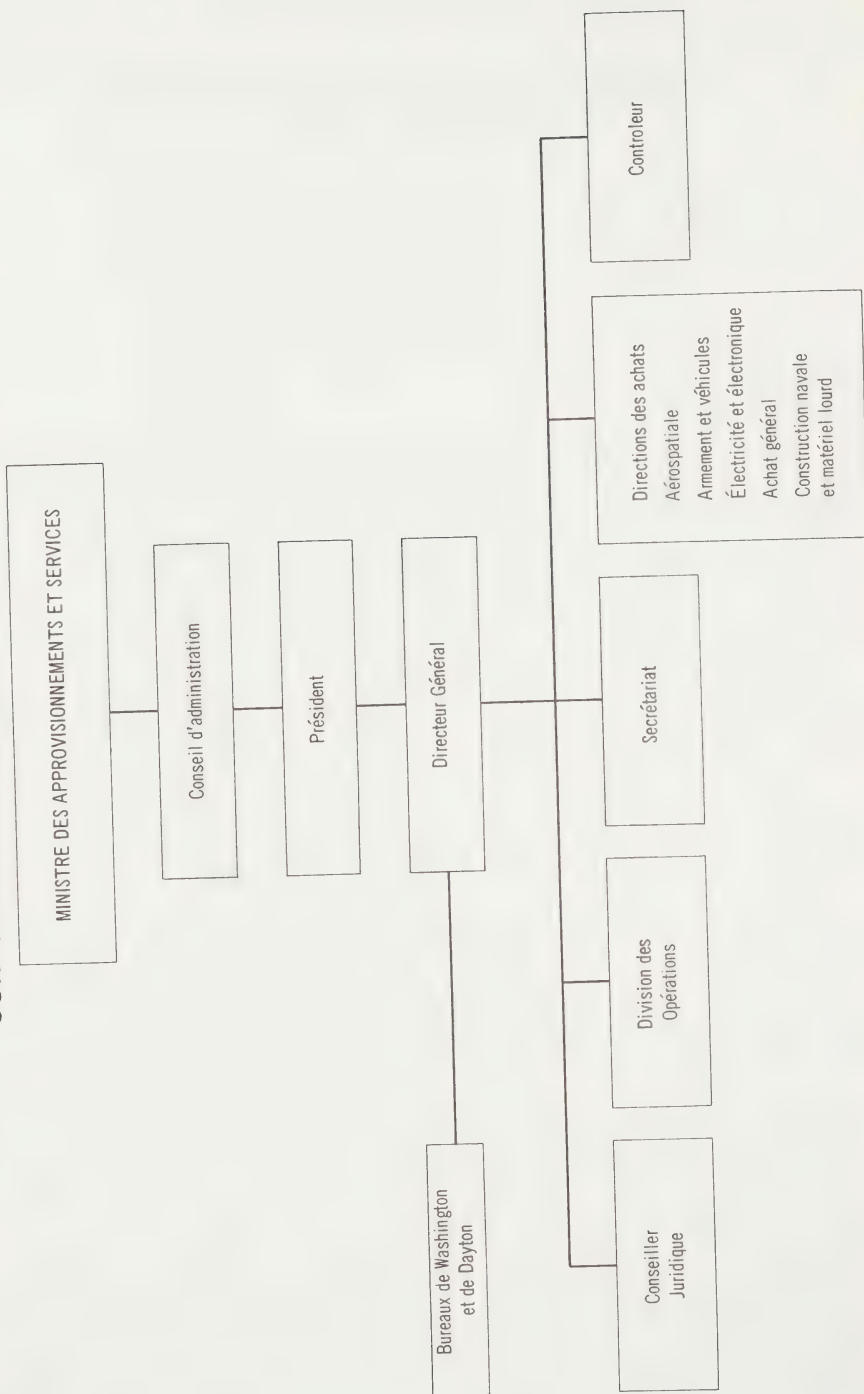 MINISTRE DES APPROVISIONNEMENTS ET SERVICES
Conseil d'administration
Président
Directeur Général
Bureaux de Washington
et de Dayton
Conseiller
Juridique
Division des
Opérations
Secrétariat
Directions des achats
Aérospatiale
Armement et véhicules
Électricité et électronique
Achat général
Construction navale
et matériel lourd
Controleur